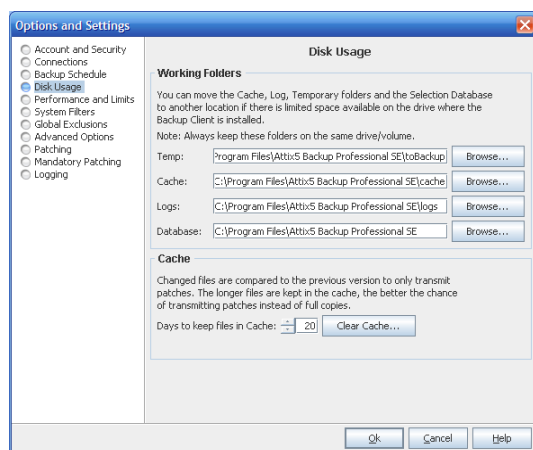 Options and Settings
Account and Security
Connections
Backup Schedule
Disk Usage
Performance and Limits
System Filters
Global Exclusions
Advanced Options
Patching
Mandatory Patching
Logging
Disk Usage
Working Folders
You can move the Cache, Log, Temporary folders and the Selection Database
to another location if there is limited space available on the drive where the
Backup Client is installed.
Note: Always keep these folders on the same drive/volume.
Temp: Program Files\Attix5 Backup Professional SE\toBackup Browse...
Cache: C:\Program Files\Attix5 Backup Professional SE\cache Browse...
Logs: C:\Program Files\Attix5 Backup Professional SE\logs Browse...
Database: C:\Program Files\Attix5 Backup Professional SE Browse...
Cache
Changed files are compared to the previous version to only transmit
patches. The longer files are kept in the cache, the better the chance
of transmitting patches instead of full copies.
Days to keep files in Cache: 20 Clear Cache...
Ok Cancel Help